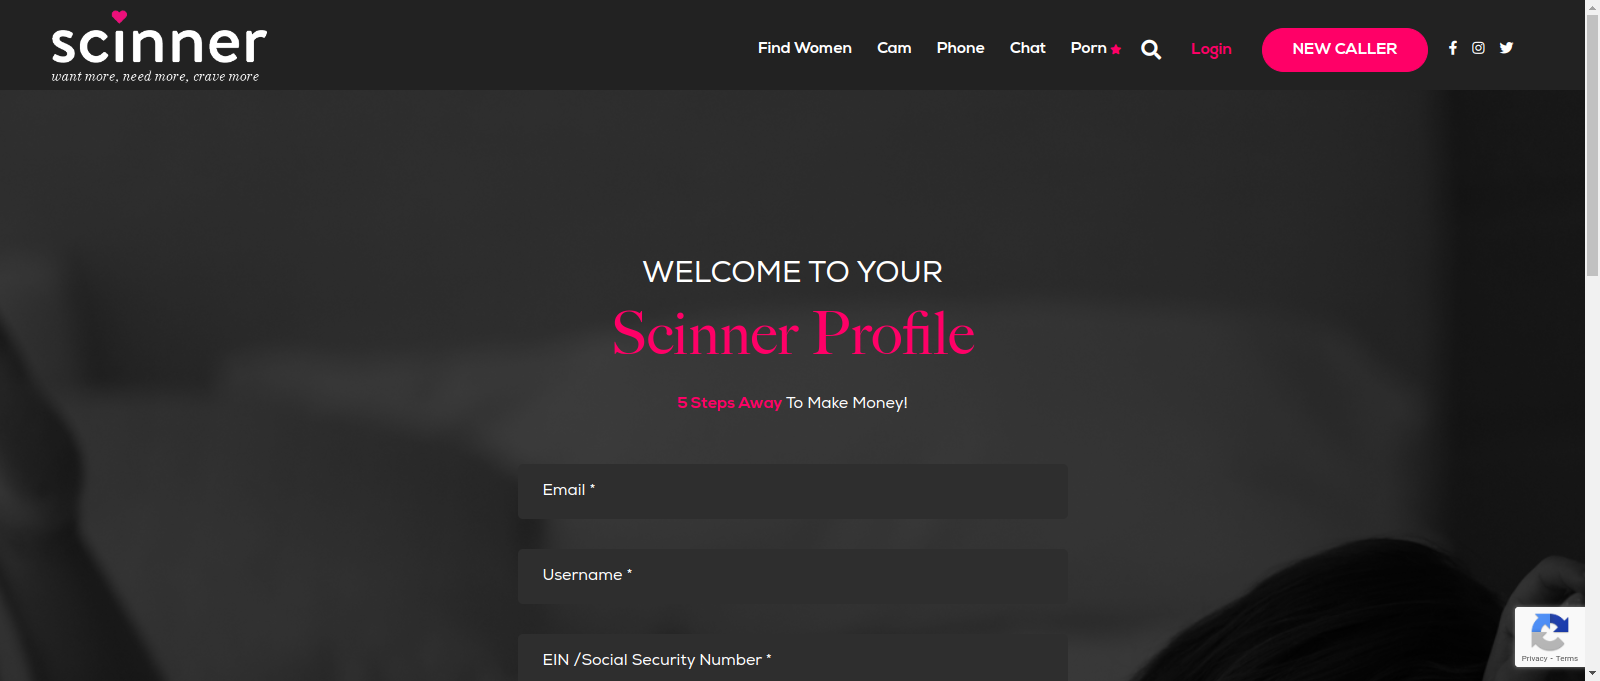 scinner
want more, need more, crave more
Find Women Cam Phone Chat Porn Login NEW CALLER
WELCOME TO YOUR
Scinner Profile
5 Steps Away To Make Money!
Email *
Username *
EIN /Social Security Number *
Privacy - Terms